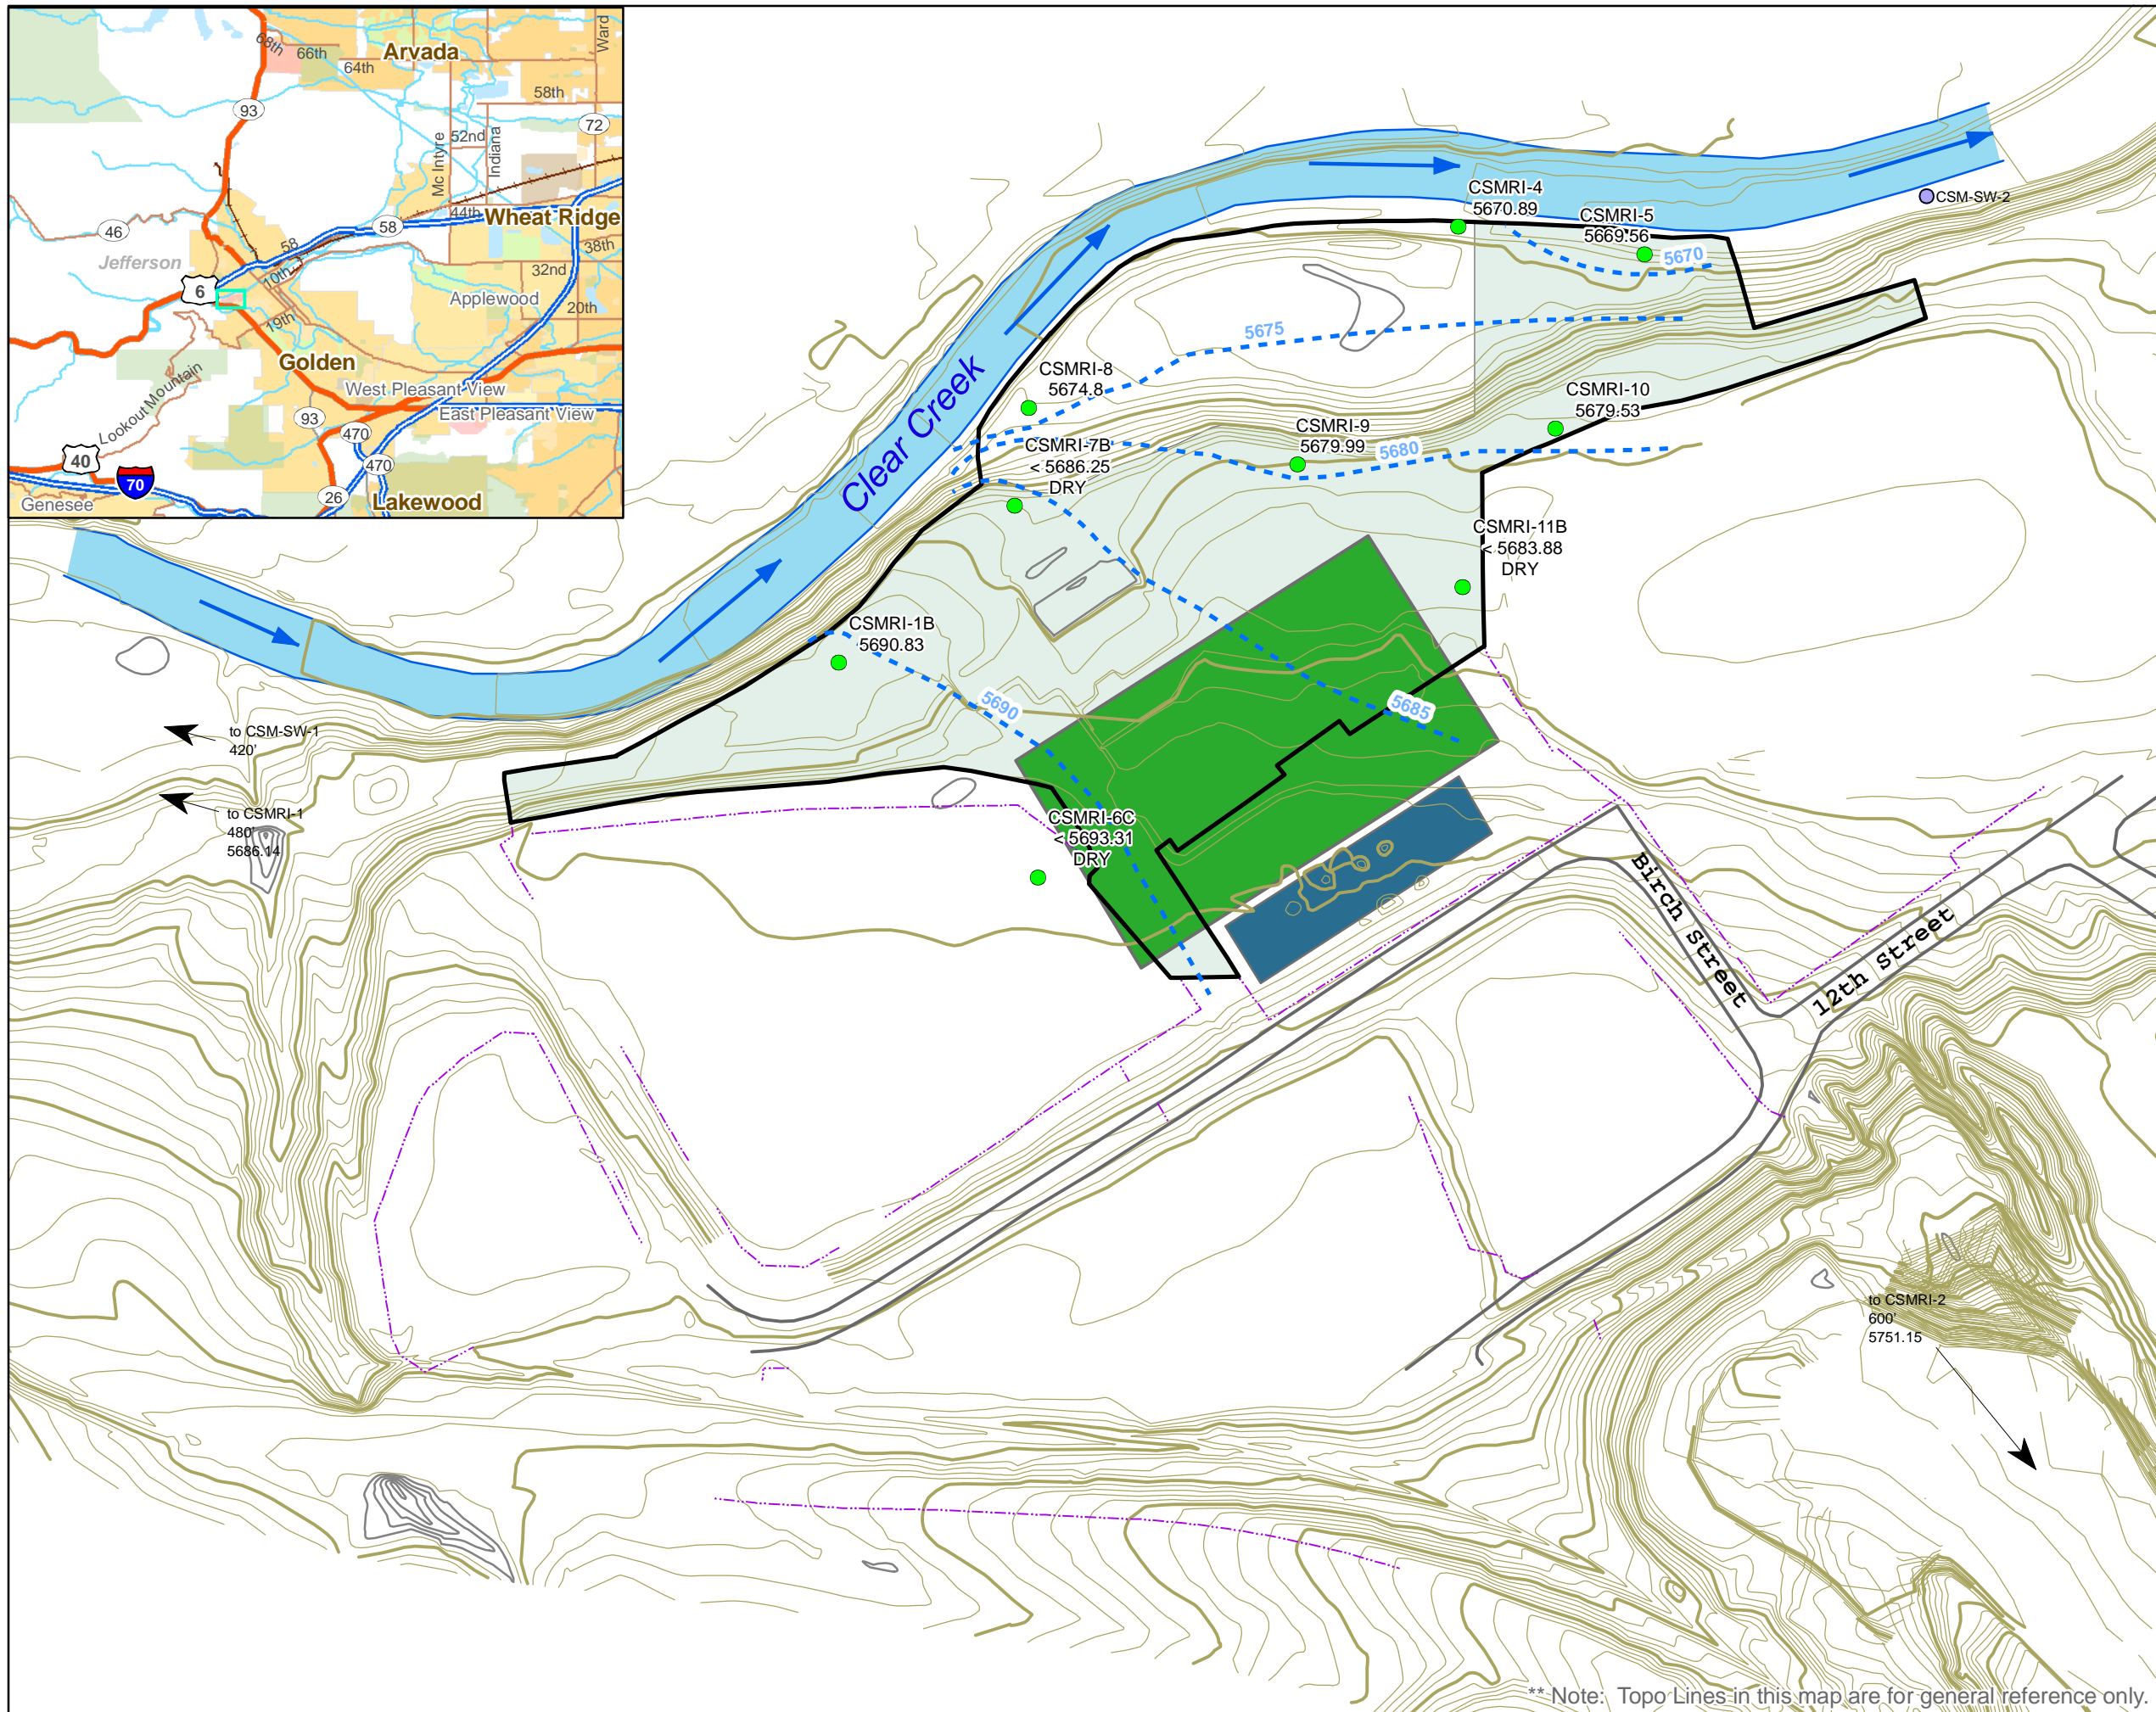 68th
66th
64th
Arvada
Ward
93
58th
72
52nd
Mc Intyre
Indiana
44th
Wheat Ridge
46
58
58
38th
Jefferson
10th
32nd
6
Applewood
20th
19th
Golden
West Pleasant View
East Pleasant View
93
Lookout Mountain
470
40
470
70
26
Lakewood
Genesee
CSMRI-4
5670.89
CSMRI-5
5669.56
CSM-SW-2
5670
5675
CSMRI-8
5674.8
CSMRI-10
5679.53
Clear Creek
CSMRI-9
5679.99
5680
CSMRI-7B
< 5686.25
DRY
CSMRI-11B
< 5683.88
DRY
CSMRI-1B
5690.83
5690
5685
to CSM-SW-1
420'
to CSMRI-1
480'
5686.14
CSMRI-6C
< 5693.31
DRY
Birch Street
12th Street
to CSMRI-2
600'
5751.15
** Note: Topo Lines in this map are for general reference only.